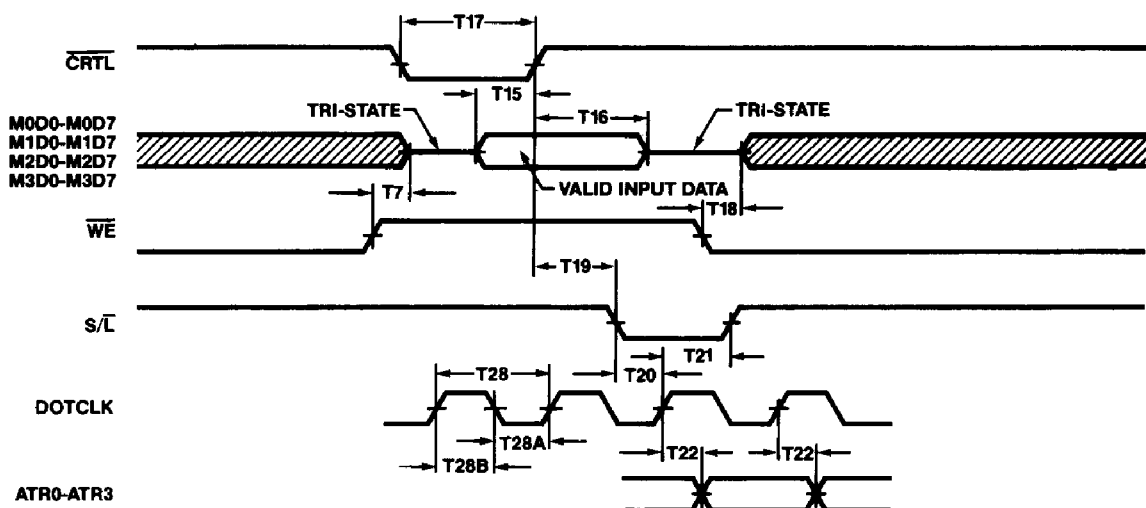 T17
CRTL
T15
TRI-STATE
T16
TRI-STATE
M0D0-M0D7
M1D0-M1D7
M2D0-M2D7
M3D0-M3D7
VALID INPUT DATA
T7
T18
WE
T19
S/L
T21
T20
T28
DOTCLK
T28A
T28B
T22
T22
ATR0-ATR3